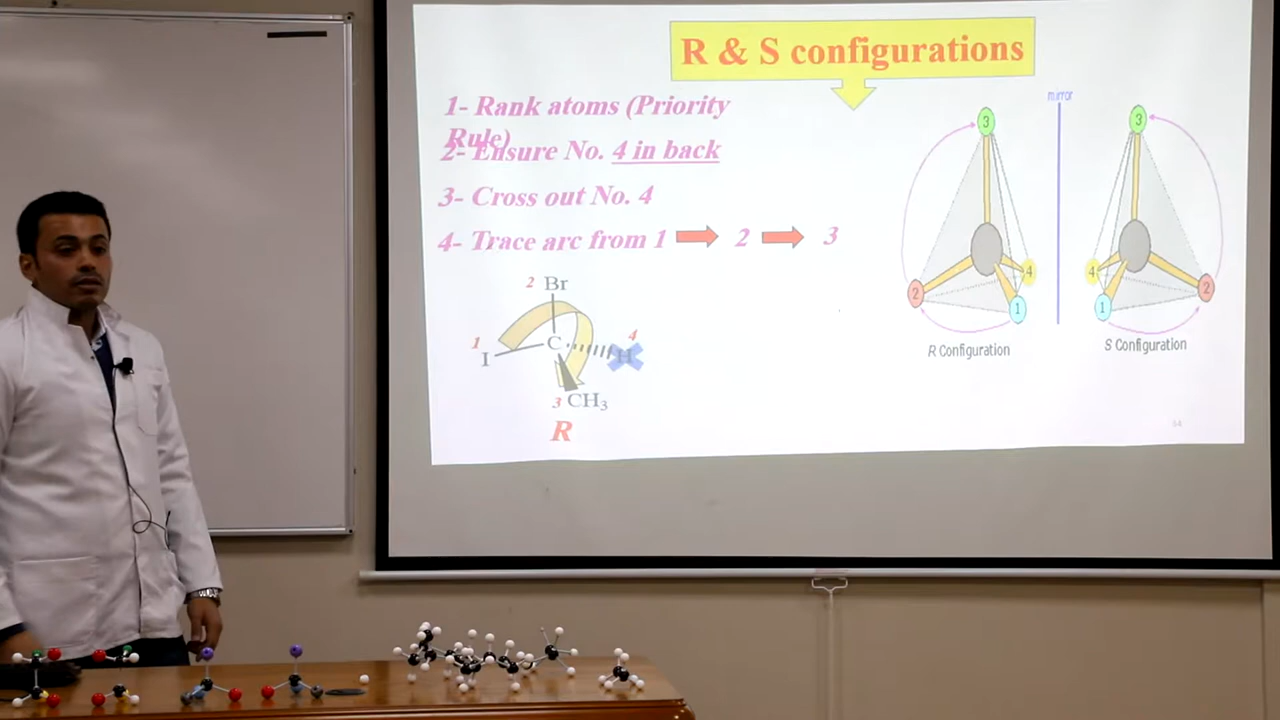 R & S configurations
1- Rank atoms (Priority
Rule)
2- Ensure No. 4 in back
3- Cross out No. 4
4- Trace arc from 1 2 3
2 Br
1 4
I C H
3 CH3
R
mirror
3 3
4 4
2 2
1 1
R Configuration S Configuration